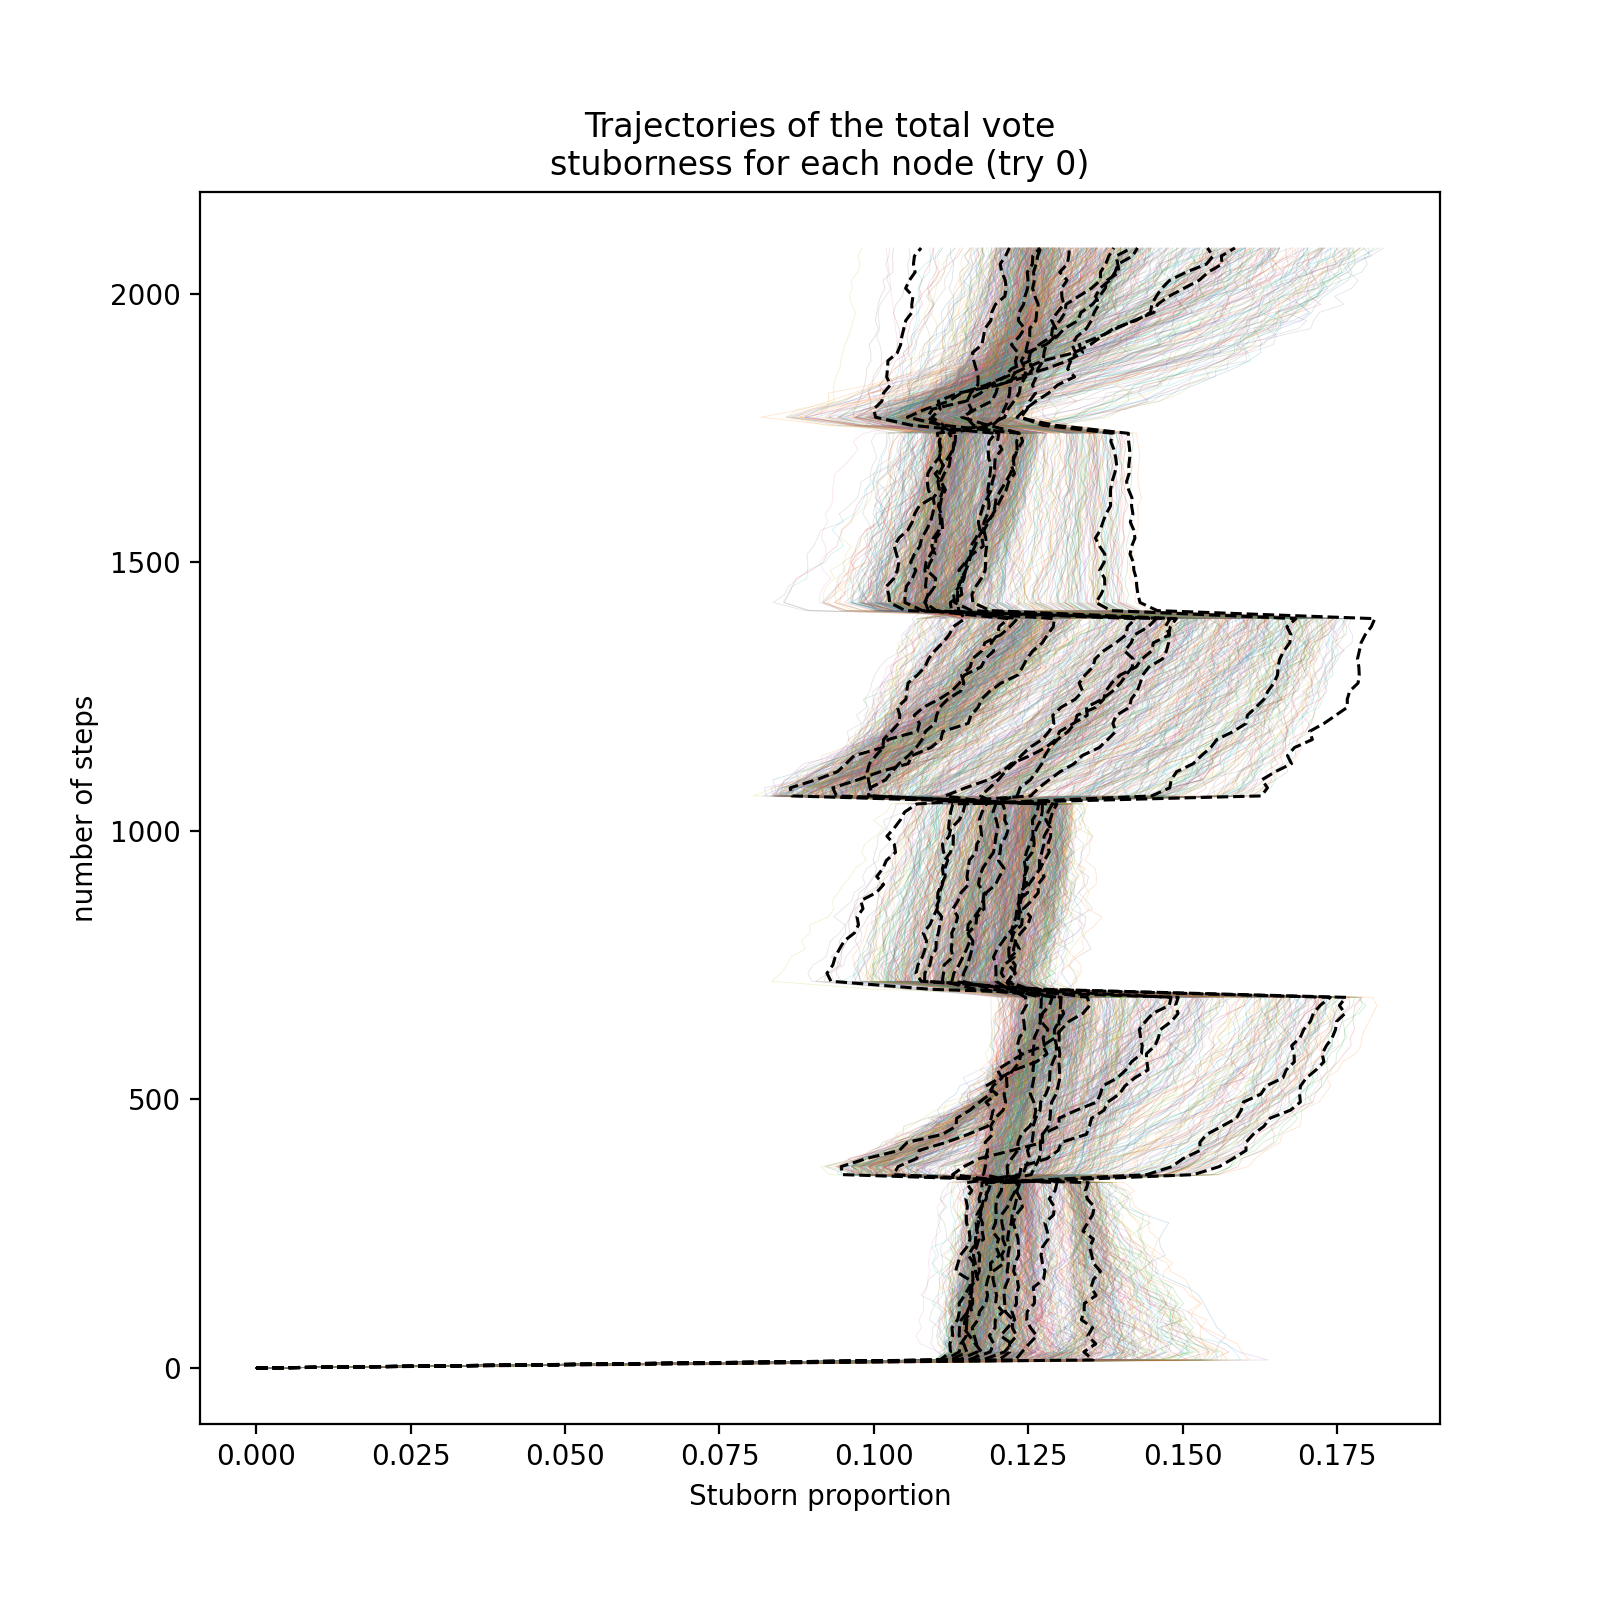 Trajectories of the total vote
stuborness for each node (try 0)
number of steps
2000
1500
1000
500
0
0.000 0.025 0.050 0.075 0.100 0.125 0.150 0.175
Stuborn proportion